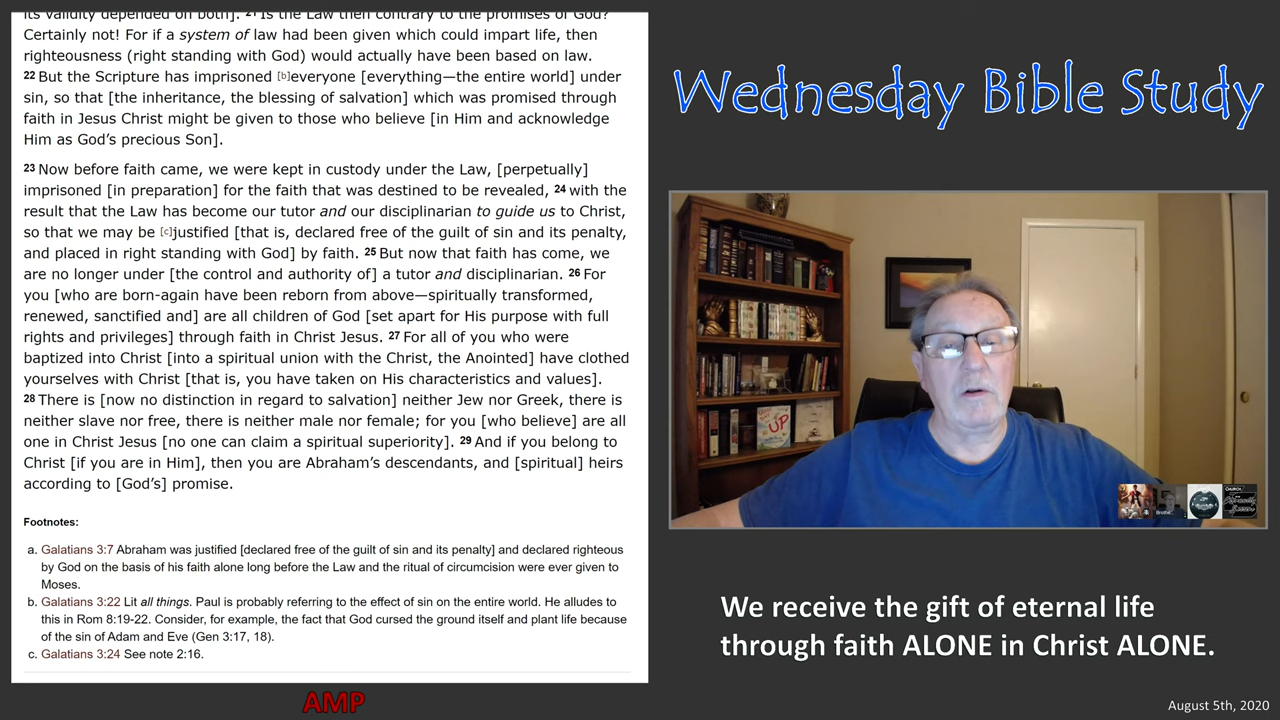 its validity depended on both]. 21 Is the Law then contrary to the promises of God?
Certainly not! For if a system of law had been given which could impart life, then
righteousness (right standing with God) would actually have been based on law.
22 But the Scripture has imprisoned [b]everyone [everything—the entire world] under
sin, so that [the inheritance, the blessing of salvation] which was promised through
faith in Jesus Christ might be given to those who believe [in Him and acknowledge
Him as God’s precious Son].
23 Now before faith came, we were kept in custody under the Law, [perpetually]
imprisoned [in preparation] for the faith that was destined to be revealed, 24 with the
result that the Law has become our tutor and our disciplinarian to guide us to Christ,
so that we may be [c]justified [that is, declared free of the guilt of sin and its penalty,
and placed in right standing with God] by faith. 25 But now that faith has come, we
are no longer under [the control and authority of] a tutor and disciplinarian. 26 For
you [who are born-again have been reborn from above—spiritually transformed,
renewed, sanctified and] are all children of God [set apart for His purpose with full
rights and privileges] through faith in Christ Jesus. 27 For all of you who were
baptized into Christ [into a spiritual union with the Christ, the Anointed] have clothed
yourselves with Christ [that is, you have taken on His characteristics and values].
28 There is [now no distinction in regard to salvation] neither Jew nor Greek, there is
neither slave nor free, there is neither male nor female; for you [who believe] are all
one in Christ Jesus [no one can claim a spiritual superiority]. 29 And if you belong to
Christ [if you are in Him], then you are Abraham’s descendants, and [spiritual] heirs
according to [God’s] promise.
Footnotes:
a. Galatians 3:7 Abraham was justified [declared free of the guilt of sin and its penalty] and declared righteous
by God on the basis of his faith alone long before the Law and the ritual of circumcision were ever given to
Moses.
b. Galatians 3:22 Lit all things. Paul is probably referring to the effect of sin on the entire world. He alludes to
this in Rom 8:19-22. Consider, for example, the fact that God cursed the ground itself and plant life because
of the sin of Adam and Eve (Gen 3:17, 18).
c. Galatians 3:24 See note 2:16.
AMP
Wednesday Bible Study
UP
Brothe...
CHURCH
We receive the gift of eternal life
through faith ALONE in Christ ALONE.
August 5th, 2020